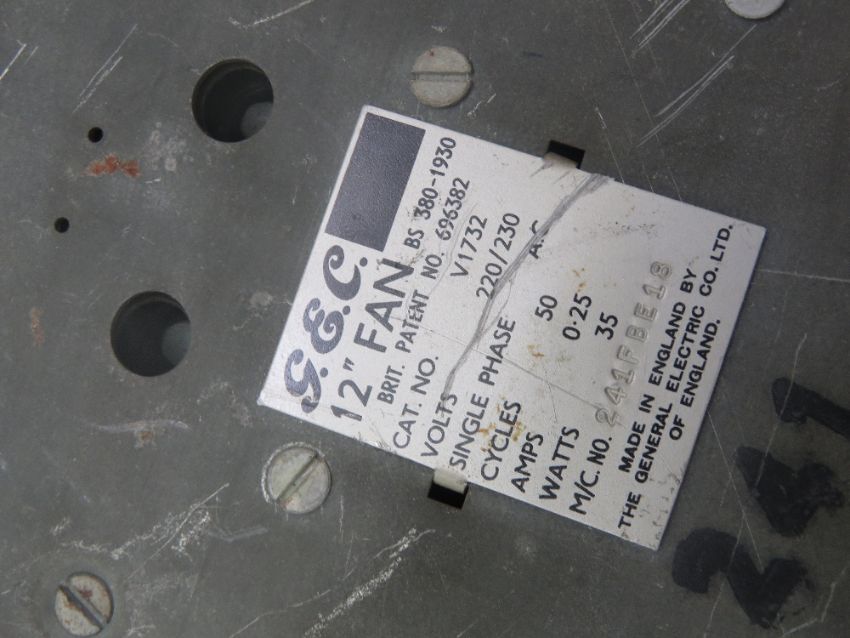 G.E.C.
12" FAN BS 380-1930
BRIT. PATENT NO. 696382
CAT. NO. V1732
VOLTS 220/230
SINGLE PHASE A.C.
CYCLES 50
AMPS 0·25
WATTS 35
M/C. NO. 241FBE18
MADE IN ENGLAND BY
THE GENERAL ELECTRIC CO. LTD.
OF ENGLAND.
241